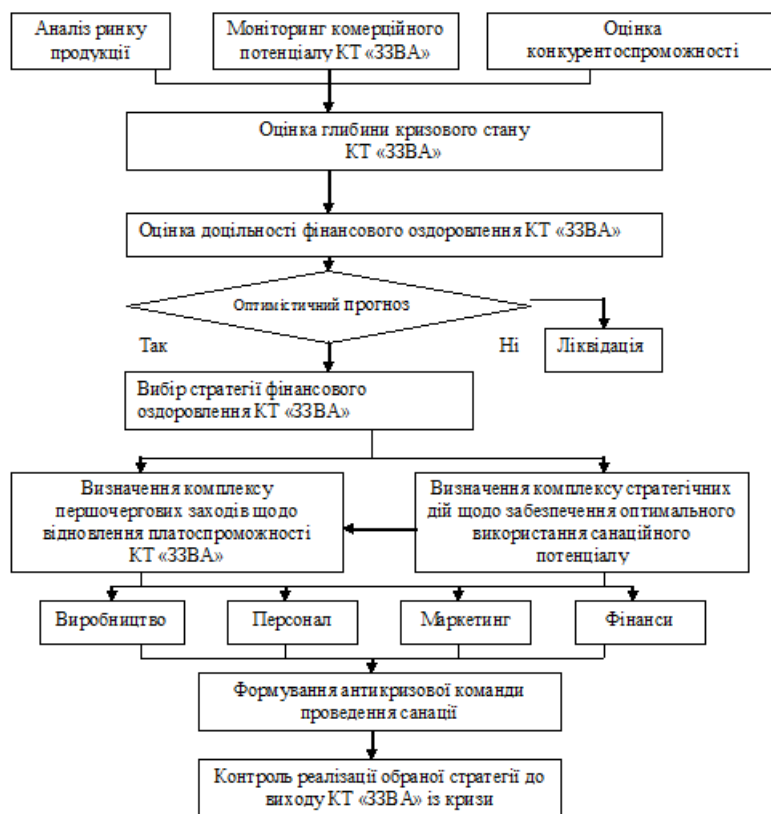 Аналіз ринку
продукції
Моніторинг комерційного
потенціалу КТ «ЗЗВА»
Оцінка
конкурентоспроможності
Оцінка глибини кризового стану
КТ «ЗЗВА»
Оцінка доцільності фінансового оздоровлення КТ «ЗЗВА»
Оптимістичний прогноз
Так
Ні
Ліквідація
Вибір стратегії фінансового
оздоровлення КТ «ЗЗВА»
Визначення комплексу
першочергових заходів щодо
відновлення платоспроможності
КТ «ЗЗВА»
Визначення комплексу стратегічних
дій щодо забезпечення оптимального
використання санаційного
потенціалу
Виробництво
Персонал
Маркетинг
Фінанси
Формування антикризової команди
проведення санації
Контроль реалізації обраної стратегії до
виходу КТ «ЗЗВА» із кризи